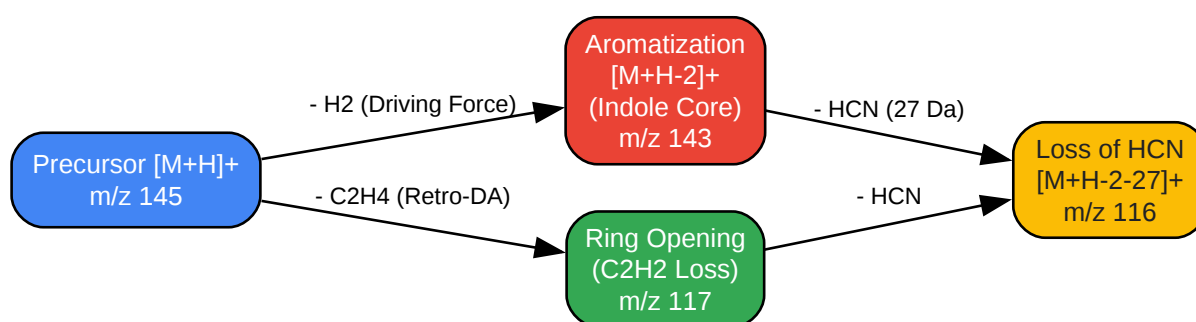 Precursor [M+H]+
m/z 145
- H2 (Driving Force)
- C2H4 (Retro-DA)
Aromatization
[M+H-2]+
(Indole Core)
m/z 143
Ring Opening
(C2H2 Loss)
m/z 117
- HCN (27 Da)
- HCN
Loss of HCN
[M+H-2-27]+
m/z 116